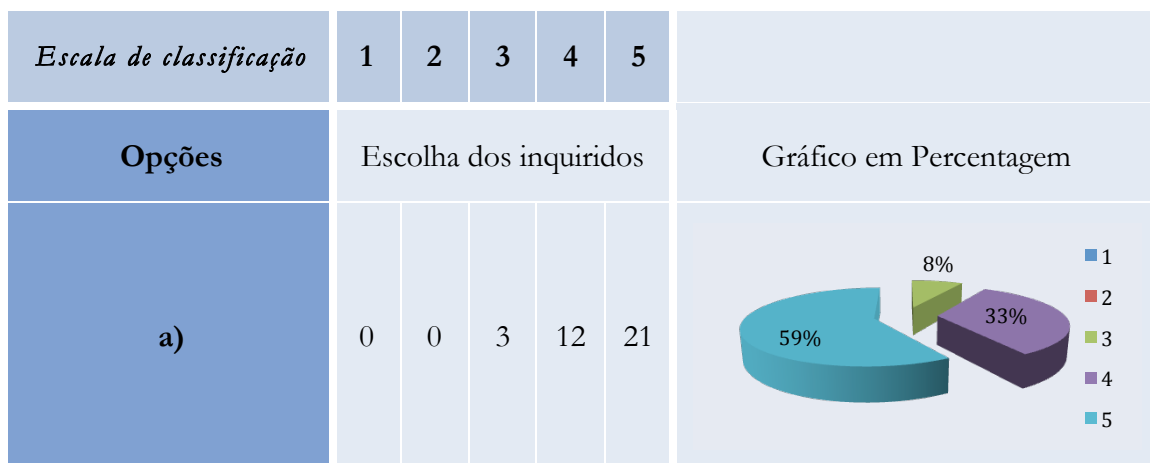 Escala de classificação 1 2 3 4 5
Opções Escolha dos inquiridos Gráfico em Percentagem
a) 0 0 3 12 21
8%
33%
59%
1
2
3
4
5